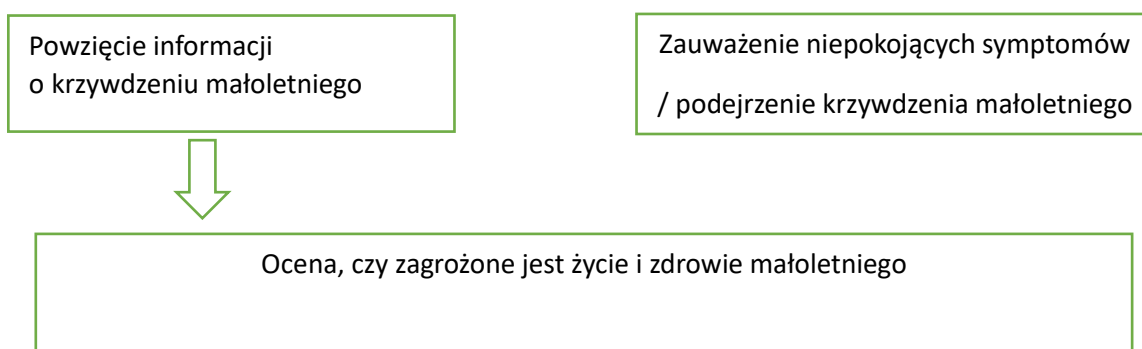 Powzięcie informacji
o krzywdzeniu małoletniego
Zauważenie niepokojących symptomów
/ podejrzenie krzywdzenia małoletniego
Ocena, czy zagrożone jest życie i zdrowie małoletniego